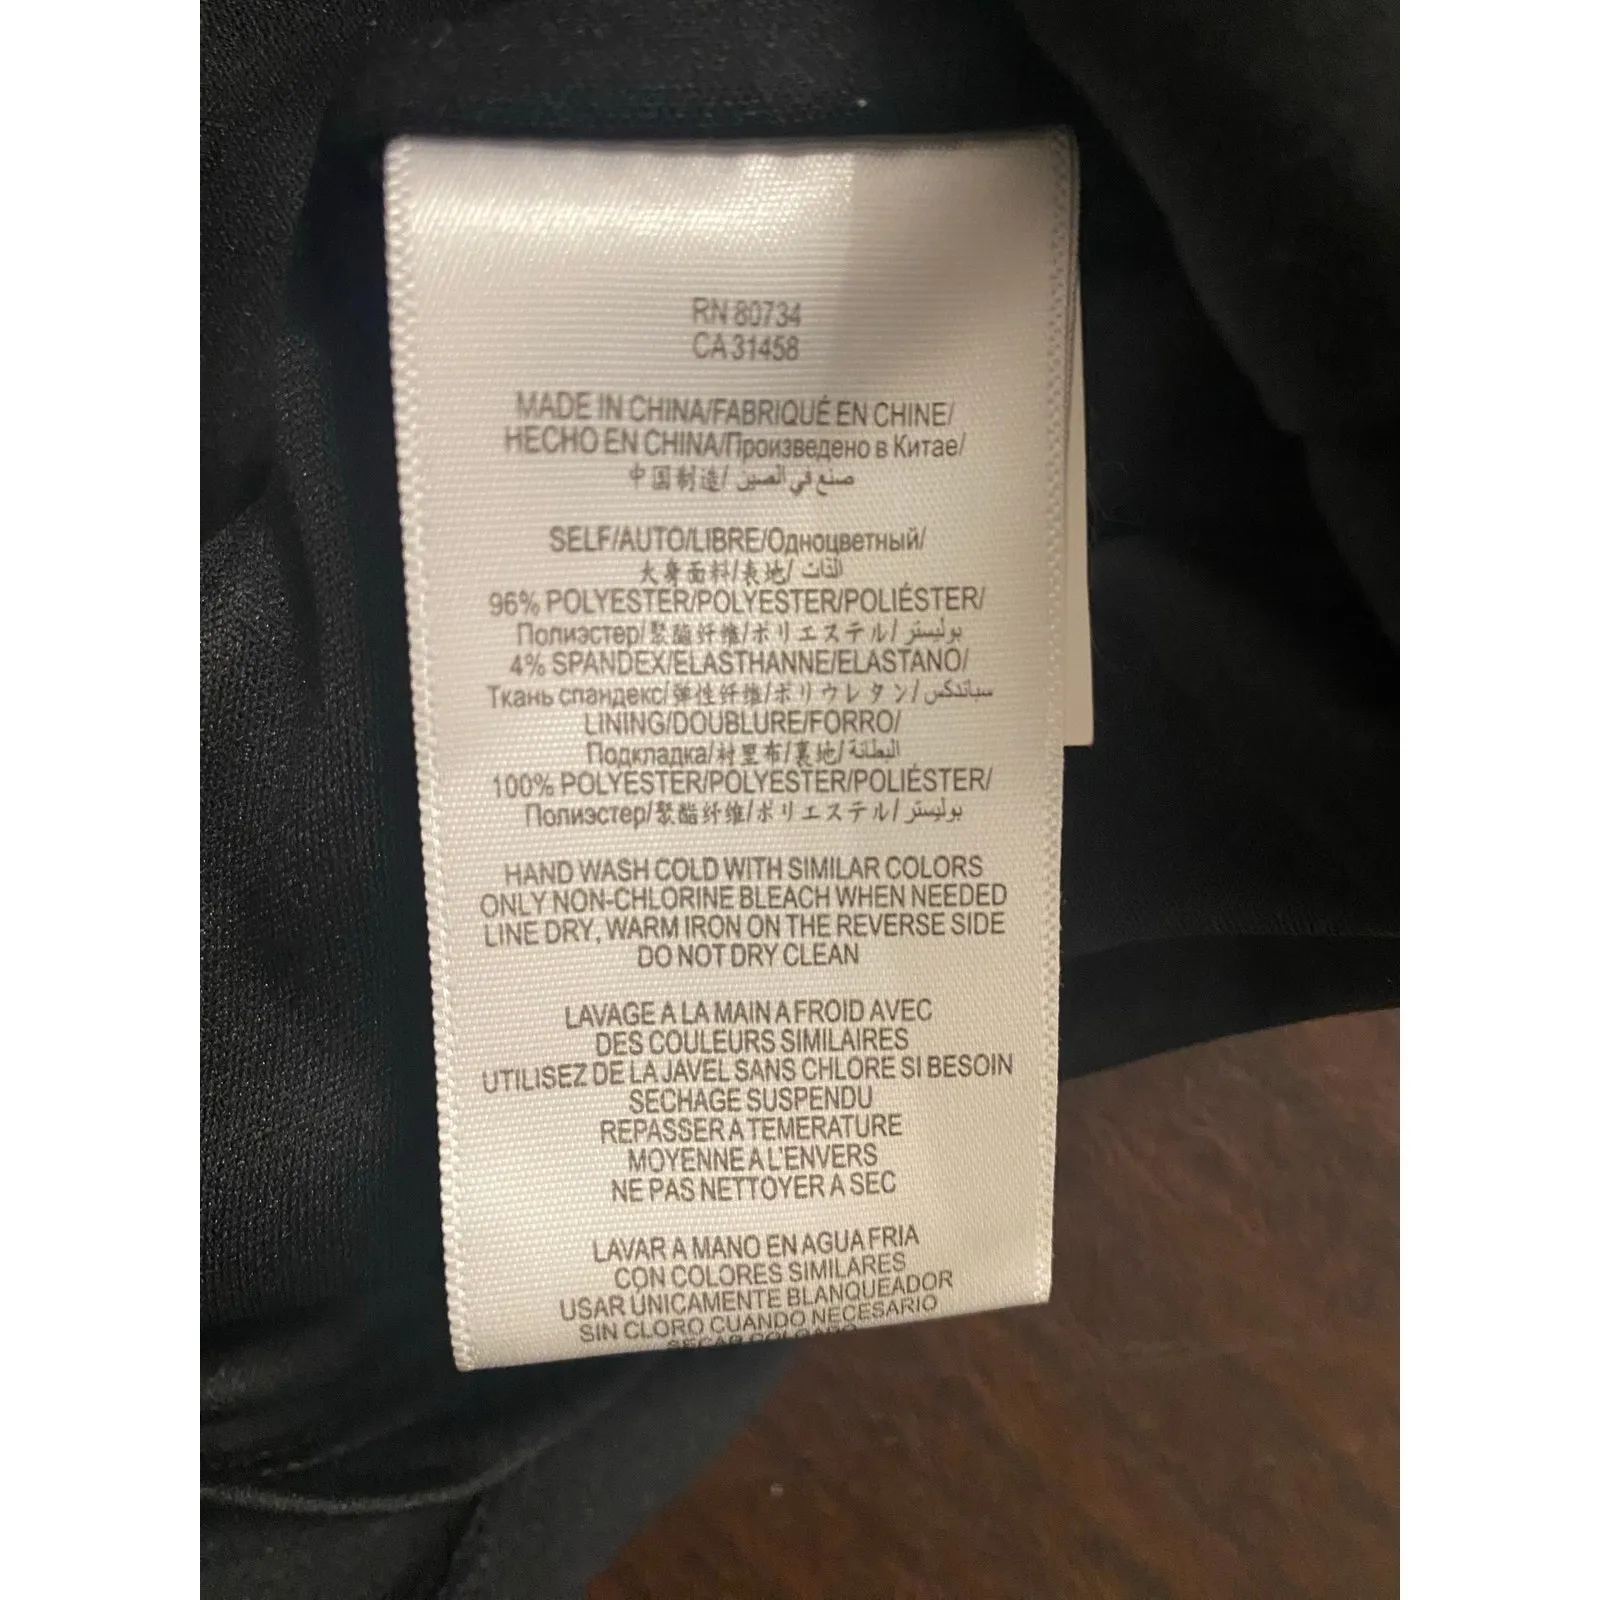 RN 80734
CA 31458
MADE IN CHINA/FABRIQUÉ EN CHINE/
HECHO EN CHINA/Произведено в Китае/
中国制造/ صنع في الصين
SELF/AUTO/LIBRE/Одноцветный/
大身面料/表地/ الذات
96% POLYESTER/POLYESTER/POLIÉSTER/
Полиэстер/聚酯纤维/ポリエステル/ بوليستر
4% SPANDEX/ELASTHANNE/ELASTANO/
Ткань спандекс/弹性纤维/ポリウレタン/ سباندكس
LINING/DOUBLURE/FORRO/
Подкладка/衬里布/裏地/ البطانة
100% POLYESTER/POLYESTER/POLIÉSTER/
Полиэстер/聚酯纤维/ポリエステル/ بوليستر
HAND WASH COLD WITH SIMILAR COLORS
ONLY NON-CHLORINE BLEACH WHEN NEEDED
LINE DRY, WARM IRON ON THE REVERSE SIDE
DO NOT DRY CLEAN
LAVAGE A LA MAIN A FROID AVEC
DES COULEURS SIMILAIRES
UTILISEZ DE LA JAVEL SANS CHLORE SI BESOIN
SECHAGE SUSPENDU
REPASSER A TEMERATURE
MOYENNE A L'ENVERS
NE PAS NETTOYER A SEC
LAVAR A MANO EN AGUA FRIA
CON COLORES SIMILARES
USAR ÚNICAMENTE BLANQUEADOR
SIN CLORO CUANDO NECESARIO
SECAR COLGADO